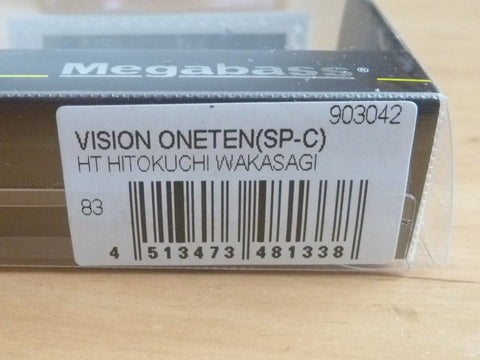 Megabass®
903042
VISION ONETEN(SP-C)
HT HITOKUCHI WAKASAGI
83
4 513473 481338